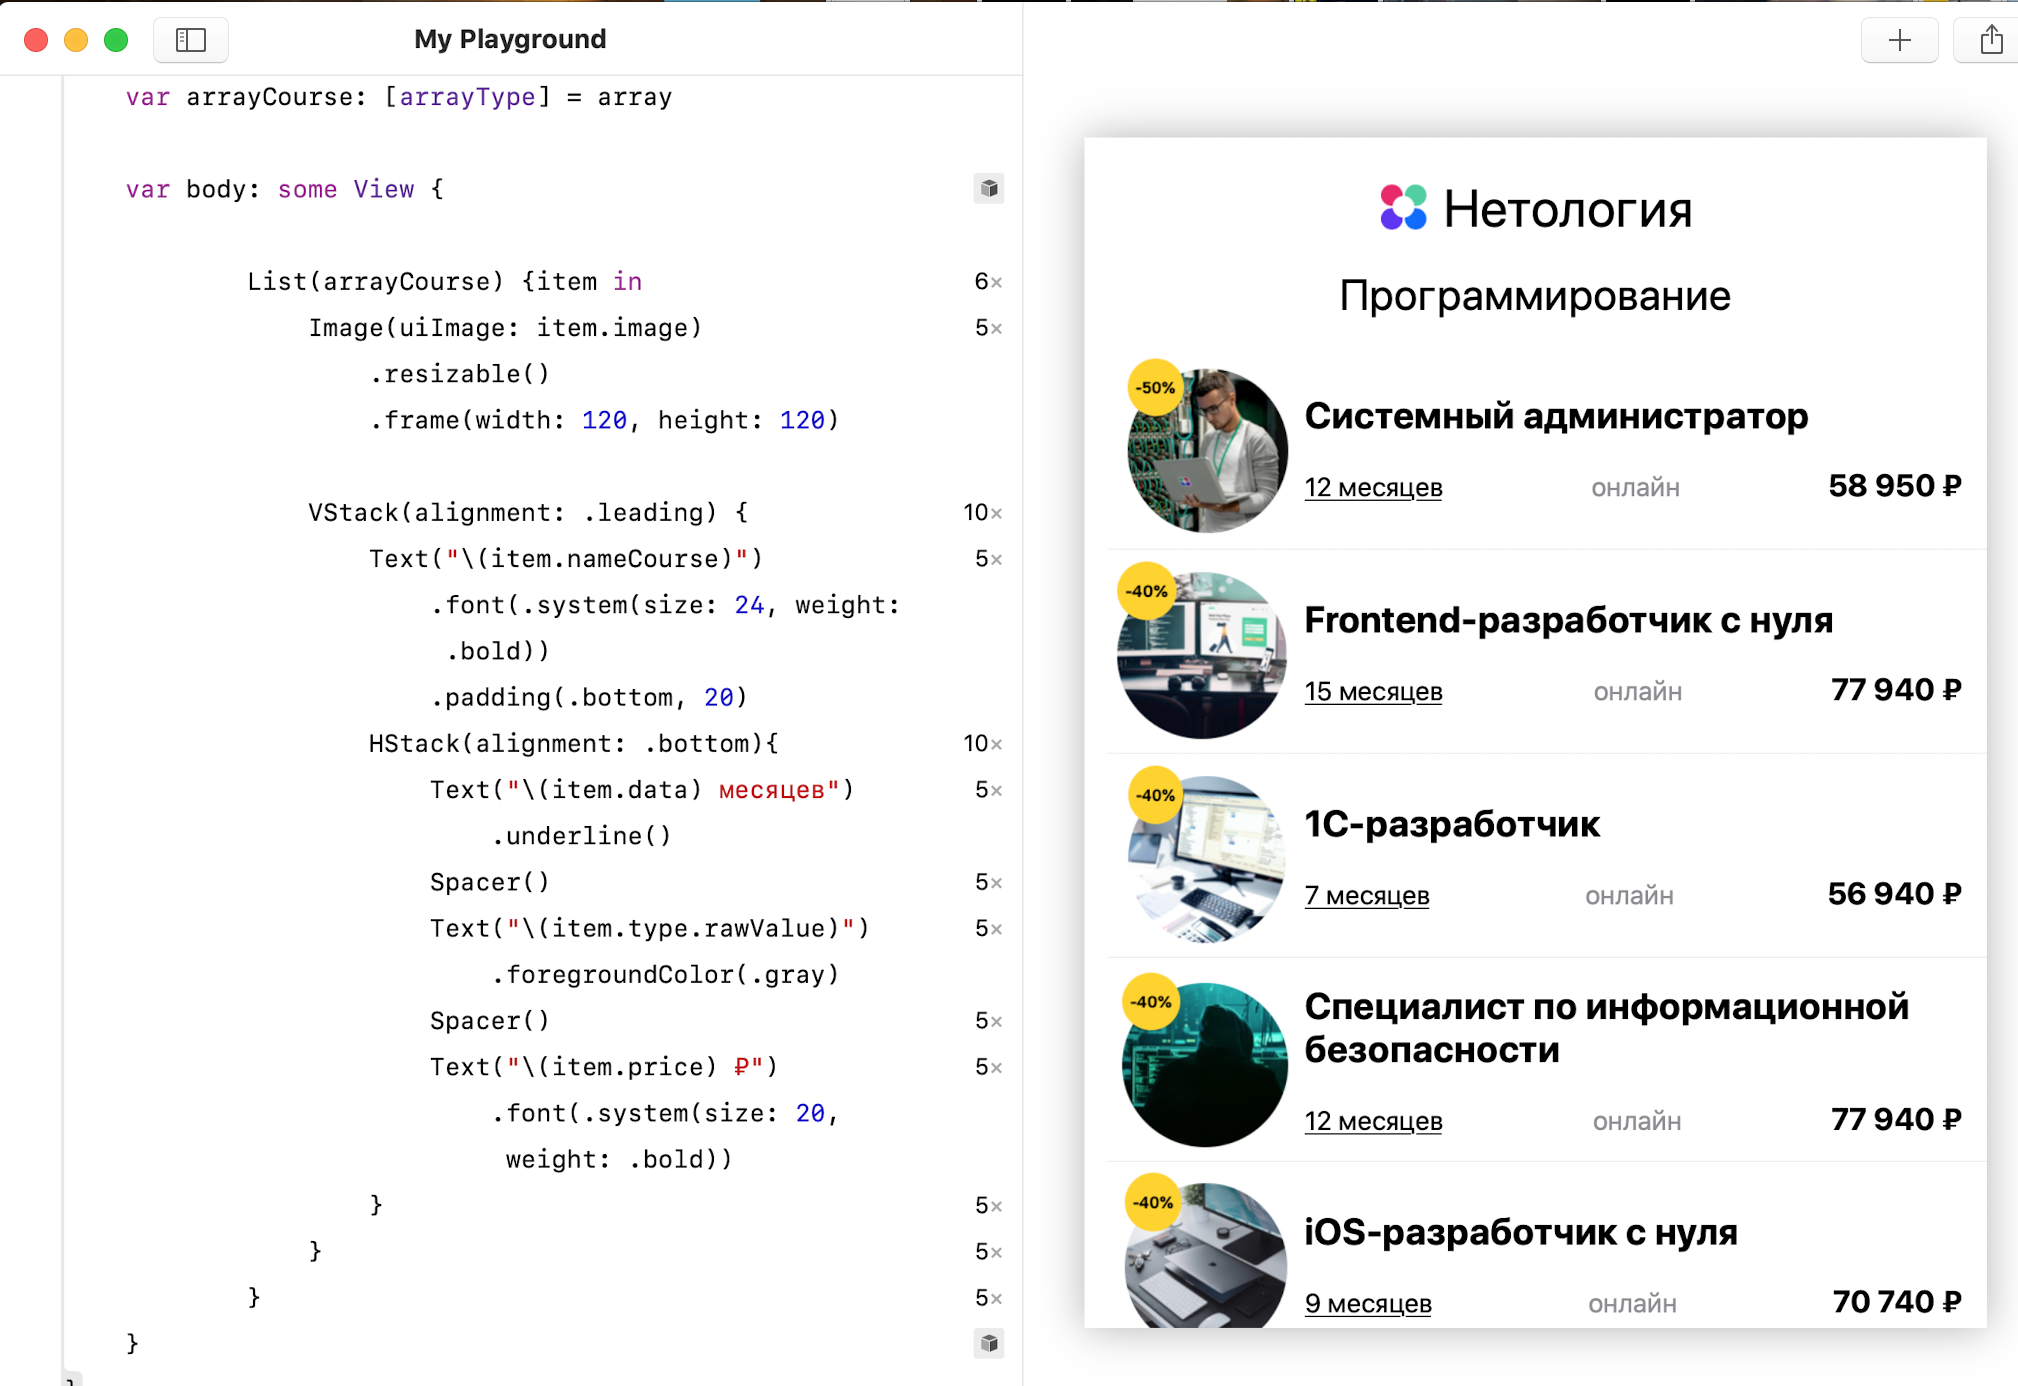 My Playground
var arrayCourse: [arrayType] = array
var body: some View {
List(arrayCourse) {item in
6×
Image(uiImage: item.image)
5×
.resizable()
.frame(width: 120, height: 120)
VStack(alignment: .leading) {
10×
Text("\(item.nameCourse)")
5×
.font(.system(size: 24, weight:
.bold))
.padding(.bottom, 20)
HStack(alignment: .bottom){
10×
Text("\(item.data) месяцев")
5×
.underline()
Spacer()
5×
Text("\(item.type.rawValue)")
5×
.foregroundColor(.gray)
Spacer()
5×
Text("\(item.price) ₽")
5×
.font(.system(size: 20,
weight: .bold))
}
5×
}
5×
}
5×
}
Нетология
Программирование
-50%
Системный администратор
12 месяцев онлайн 58 950 ₽
-40%
Frontend-разработчик с нуля
15 месяцев онлайн 77 940 ₽
-40%
1C-разработчик
7 месяцев онлайн 56 940 ₽
-40%
Специалист по информационной
безопасности
12 месяцев онлайн 77 940 ₽
-40%
iOS-разработчик с нуля
9 месяцев онлайн 70 740 ₽